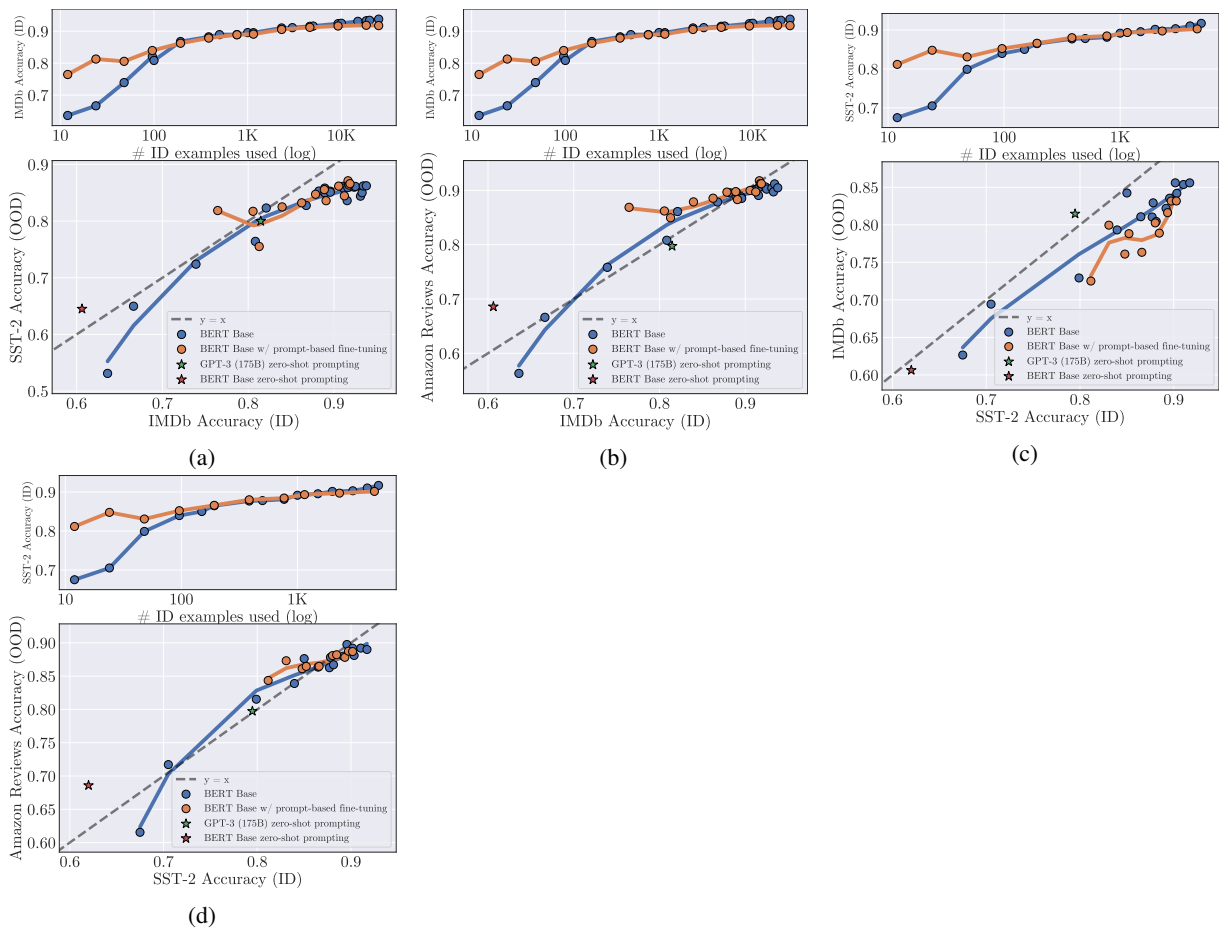 IMDb Accuracy (ID)
0.9
0.8
0.7
10
100
1K
10K
# ID examples used (log
SST-2 Accuracy (OOD)
0.9
0.8
0.7
0.6
0.5
y = x
BERT Base
BERT Base w/ prompt-based fine-tuning
GPT-3 (175B) zero-shot prompting
BERT Base zero-shot prompting
0.6
0.7
0.8
0.9
IMDb Accuracy (ID)
(a)
IMDb Accuracy (ID)
0.9
0.8
0.7
10
100
1K
10K
# ID examples used (log
Amazon Reviews Accuracy (OOD)
0.9
0.8
0.7
0.6
y = x
BERT Base
BERT Base w/ prompt-based fine-tuning
GPT-3 (175B) zero-shot prompting
BERT Base zero-shot prompting
0.6
0.7
0.8
0.9
IMDb Accuracy (ID)
(b)
SST-2 Accuracy (ID)
0.9
0.8
0.7
100
1K
# ID examples used (log
IMDb Accuracy (OOD)
0.85
0.80
0.75
0.70
0.65
0.60
y = x
BERT Base
BERT Base w/ prompt-based fine-tuning
GPT-3 (175B) zero-shot prompting
BERT Base zero-shot prompting
0.6
0.7
0.8
0.9
SST-2 Accuracy (ID)
(c)
SST-2 Accuracy (ID)
0.9
0.8
0.7
10
100
1K
# ID examples used (log
Amazon Reviews Accuracy (OOD)
0.90
0.85
0.80
0.75
0.70
0.65
0.60
y = x
BERT Base
BERT Base w/ prompt-based fine-tuning
GPT-3 (175B) zero-shot prompting
BERT Base zero-shot prompting
0.6
0.7
0.8
0.9
SST-2 Accuracy (ID)
(d)